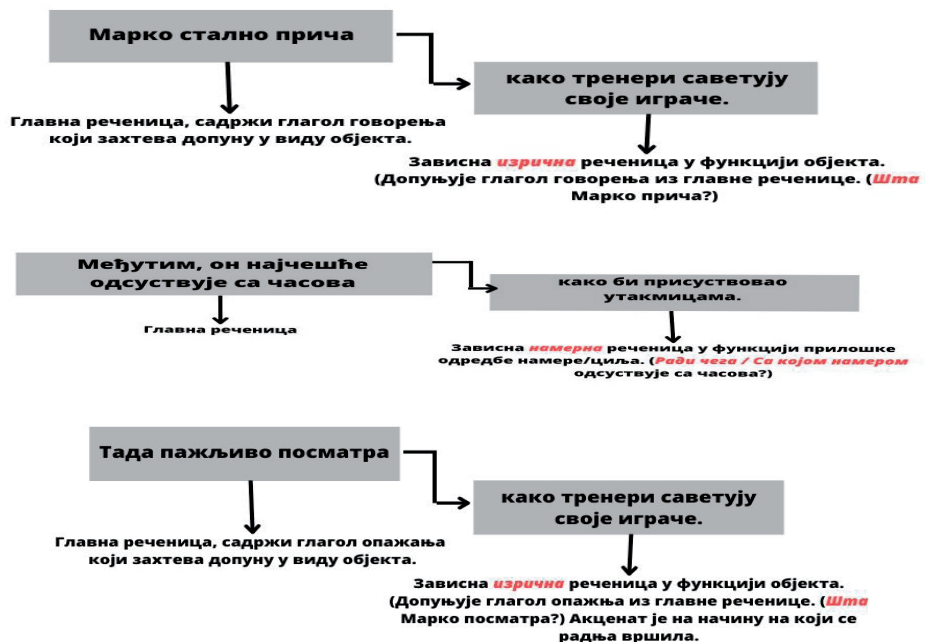 Марко стално прича
како тренери саветују
своје играче.
Главна реченица, садржи глагол говорења
који захтева допуну у виду објекта.
Зависна изрична реченица у функцији објекта.
(Допуњује глагол говорења из главне реченице. (Шта
Марко прича?)
Међутим, он најчешће
одсуствује са часова
како би присуствовао
утакмицама.
Главна реченица
Зависна намерна реченица у функцији прилошке
одредбе намере/циља. (Ради чега / Са којом намером
одсуствује са часова?)
Тада пажљиво посматра
како тренери саветују
своје играче.
Главна реченица, садржи глагол опажања
који захтева допуну у виду објекта.
Зависна изрична реченица у функцији објекта.
(Допуњује глагол опажња из главне реченице. (Шта
Марко посматра?) Акценат је на начину на који се
радња вршила.